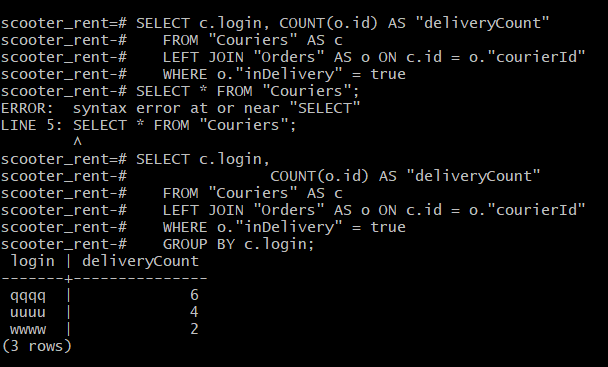 scooter_rent=# SELECT c.login, COUNT(o.id) AS "deliveryCount"
scooter_rent-#    FROM "Couriers" AS c
scooter_rent-#    LEFT JOIN "Orders" AS o ON c.id = o."courierId"
scooter_rent-#    WHERE o."inDelivery" = true
scooter_rent-# SELECT * FROM "Couriers";
ERROR:  syntax error at or near "SELECT"
LINE 5: SELECT * FROM "Couriers";
        ^
scooter_rent=# SELECT c.login,
scooter_rent-#                COUNT(o.id) AS "deliveryCount"
scooter_rent-#    FROM "Couriers" AS c
scooter_rent-#    LEFT JOIN "Orders" AS o ON c.id = o."courierId"
scooter_rent-#    WHERE o."inDelivery" = true
scooter_rent-#    GROUP BY c.login;
 login | deliveryCount
-------+---------------
 qqqq  |             6
 uuuu  |             4
 wwww  |             2
(3 rows)